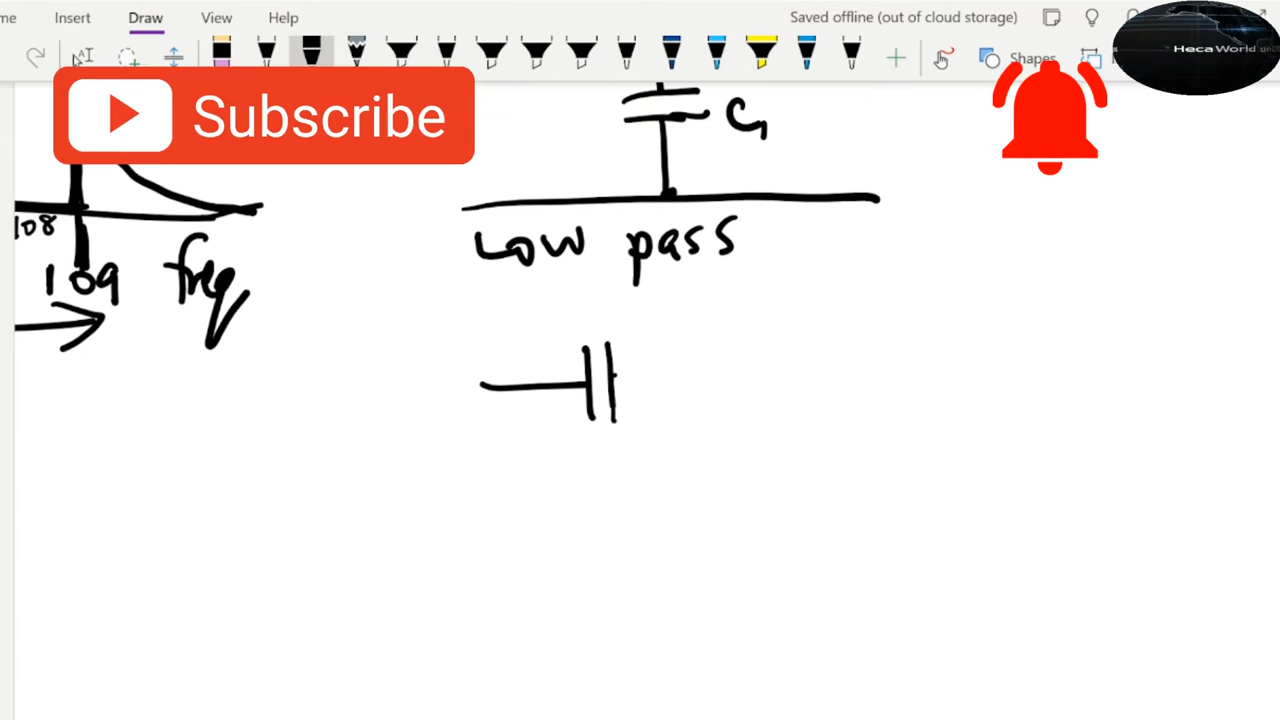 Insert Draw View Help Saved offline (out of cloud storage)
Heca World
Shapes
Subscribe
C1
108
109 freq
Low pass